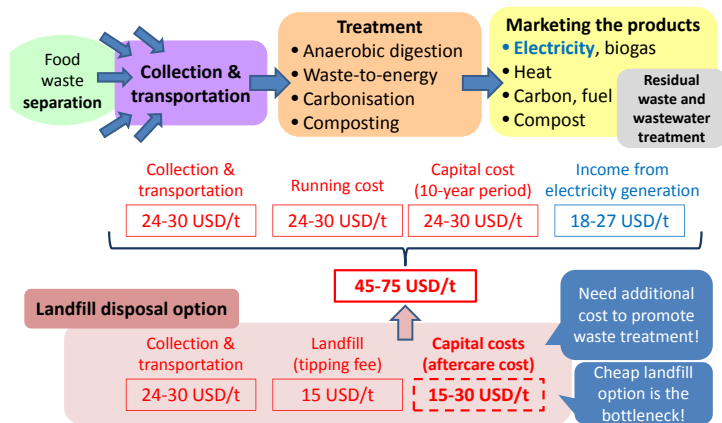 Food
waste
separation
Collection &
transportation
Treatment
• Anaerobic digestion
• Waste-to-energy
• Carbonisation
• Composting
Marketing the products
• Electricity, biogas
• Heat
• Carbon, fuel
• Compost
Residual
waste and
wastewater
treatment
Collection &
transportation
24-30 USD/t
Running cost
24-30 USD/t
Capital cost
(10-year period)
24-30 USD/t
Income from
electricity generation
18-27 USD/t
45-75 USD/t
Landfill disposal option
Collection &
transportation
24-30 USD/t
Landfill
(tipping fee)
15 USD/t
Capital costs
(aftercare cost)
15-30 USD/t
Need additional
cost to promote
waste treatment!
Cheap landfill
option is the
bottleneck!